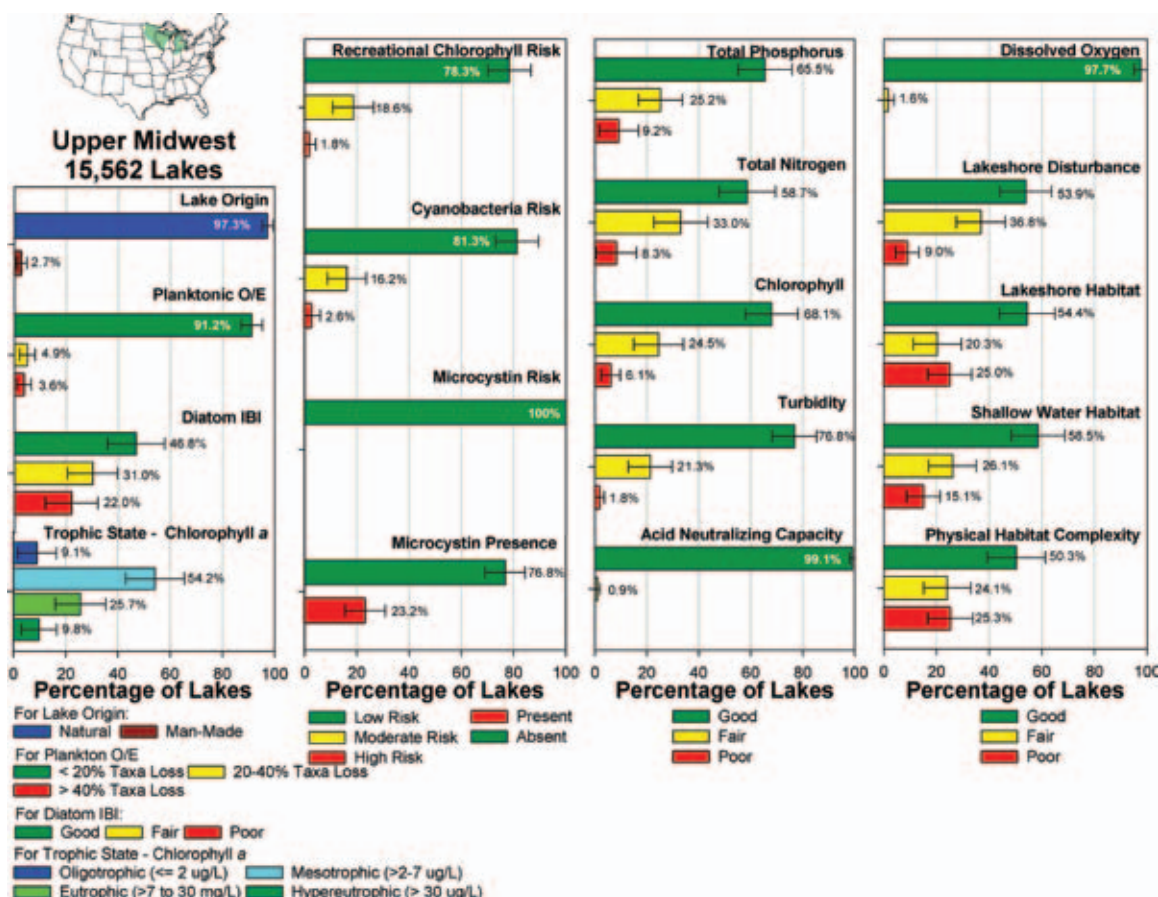 Upper Midwest
15,562 Lakes
Lake Origin
97.3%
2.7%
Planktonic O/E
91.2%
4.9%
3.6%
Diatom IBI
46.8%
31.0%
22.0%
Trophic State - Chlorophyll a
9.1%
54.2%
25.7%
9.8%
0 20 40 60 80 100
Percentage of Lakes
For Lake Origin:
Natural Man-Made
For Plankton O/E
< 20% Taxa Loss 20-40% Taxa Loss
> 40% Taxa Loss
For Diatom IBI:
Good Fair Poor
For Trophic State - Chlorophyll a
Oligotrophic (<= 2 ug/L) Mesotrophic (>2-7 ug/L)
Eutrophic (>7 to 30 mg/L) Hypereutrophic (> 30 ug/L)
Recreational Chlorophyll Risk
78.3%
18.6%
1.8%
Cyanobacteria Risk
81.3%
16.2%
2.6%
Microcystin Risk
100%
Microcystin Presence
76.8%
23.2%
0 20 40 60 80 100
Percentage of Lakes
Low Risk Present
Moderate Risk Absent
High Risk
Total Phosphorus
65.5%
25.2%
9.2%
Total Nitrogen
58.7%
33.0%
8.3%
Chlorophyll
68.1%
24.5%
6.1%
Turbidity
76.8%
21.3%
1.8%
Acid Neutralizing Capacity
99.1%
0.9%
0 20 40 60 80 100
Percentage of Lakes
Good
Fair
Poor
Dissolved Oxygen
97.7%
1.6%
Lakeshore Disturbance
53.9%
36.8%
9.0%
Lakeshore Habitat
54.4%
20.3%
25.0%
Shallow Water Habitat
58.5%
26.1%
15.1%
Physical Habitat Complexity
50.3%
24.1%
25.3%
0 20 40 60 80 100
Percentage of Lakes
Good
Fair
Poor